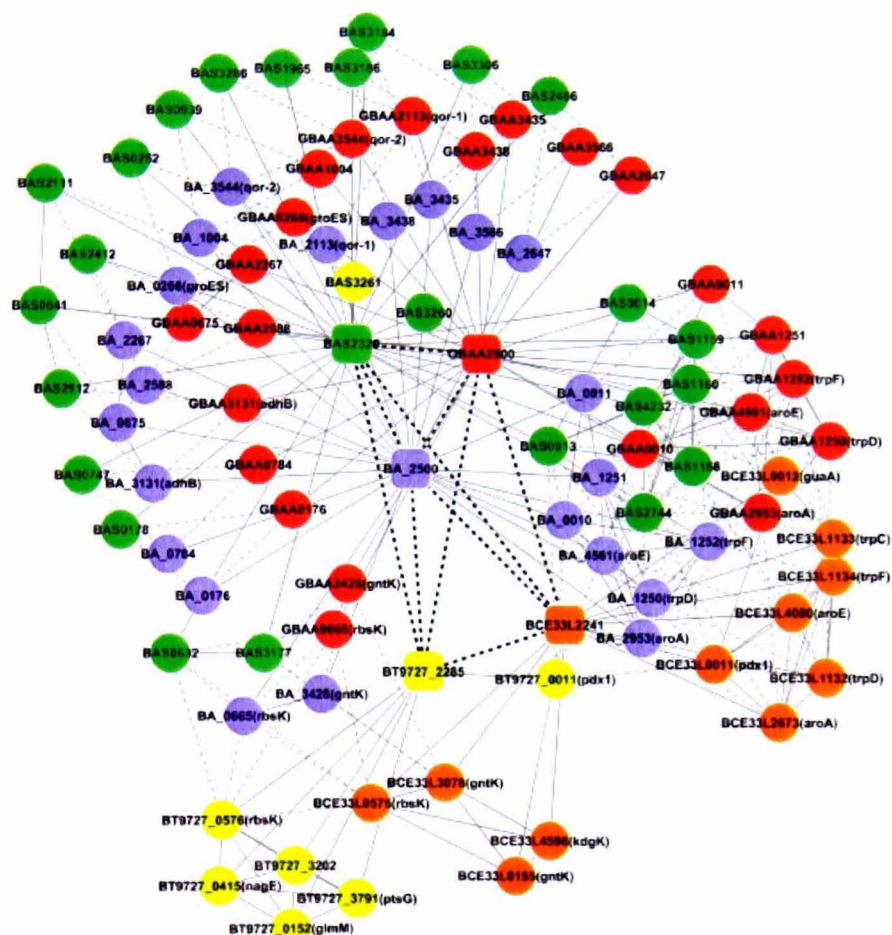 BAS3184
BAS3286
BAS1965
BAS3186
BAS3306
BAS2466
BAS0939
GBAA2113(qor-1)
GBAA3435
GBAA3544(qor-2)
GBAA3438
GBAA3566
BAS0252
GBAA1004
GBAA2647
BAS2111
BA_3544(qor-2)
BA_3435
GBAA0266(groES)
BA_3438
BA_3566
BA_1004
BA_2113(qor-1)
BA_2647
BAS2412
GBAA2267
BAS3261
BA_0266(groES)
GBAA0011
BAS0641
BAS3260
BAS0014
GBAA0675
GBAA2588
BA_2267
BAS2329
GBAA2500
BAS1159
GBAA1251
BAS2912
BA_2588
BAS1160
GBAA1252(trpF)
BA_0011
GBAA3131(adhB)
BAS4232
GBAA4561(aroE)
BA_0675
BAS0013
GBAA0010
GBAA1250(trpD)
BAS0747
GBAA0784
BA_2500
BA_1251
BAS1158
BCE33L0012(guaA)
BA_3131(adhB)
GBAA0176
BAS2744
GBAA2953(aroA)
BAS0178
BA_0010
BA_0784
BA_4561(aroE)
BA_1252(trpF)
BCE33L1133(trpC)
BA_0176
GBAA3429(gntK)
BCE33L1134(trpF)
BA_1250(trpD)
GBAA0665(rbsK)
BCE33L2241
BCE33L4090(aroE)
BA_2953(aroA)
BAS0632
BAS3177
BT9727_2285
BT9727_0011(pdx1)
BCE33L0011(pdx1)
BCE33L1132(trpD)
BA_3428(gntK)
BA_0665(rbsK)
BCE33L2673(aroA)
BCE33L3078(gntK)
BCE33L0575(rbsK)
BT9727_0576(rbsK)
BCE33L4596(kdgK)
BT9727_3202
BCE33L0155(gntK)
BT9727_0415(nagE)
BT9727_3791(ptsG)
BT9727_0152(glmM)